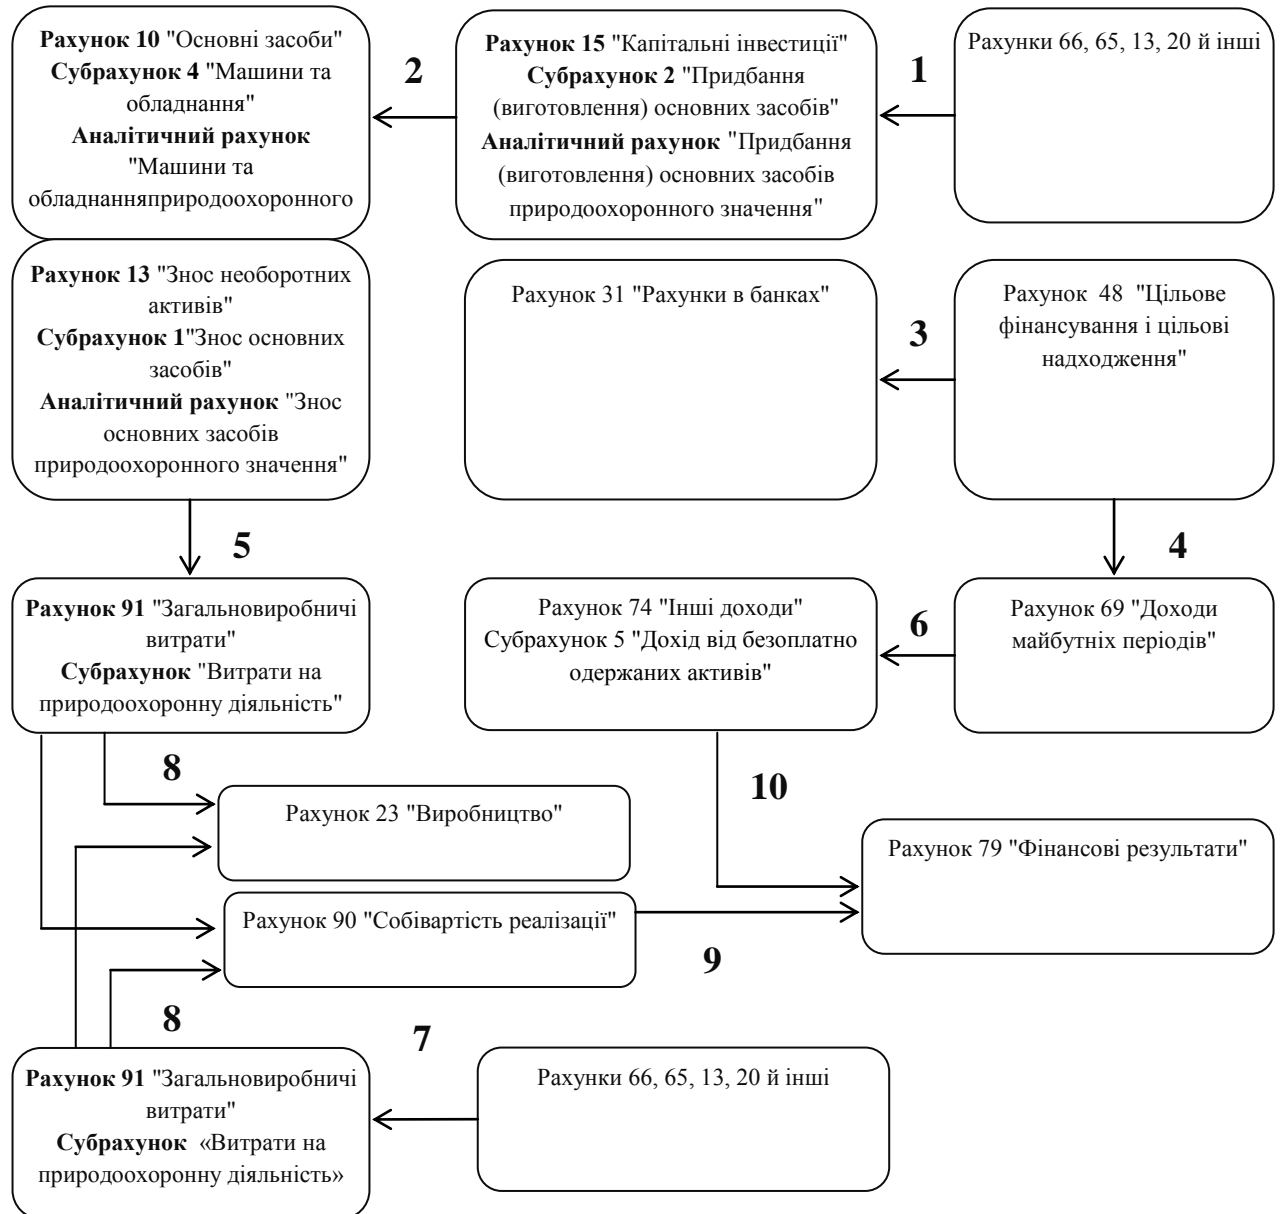 Рахунок 10 "Основні засоби"
Субрахунок 4 "Машини та
обладнання"
Аналітичний рахунок
"Машини та
обладнанняприродоохоронного
2
Рахунок 15 "Капітальні інвестиції"
Субрахунок 2 "Придбання
(виготовлення) основних засобів"
Аналітичний рахунок "Придбання
(виготовлення) основних засобів
природоохоронного значення"
1
Рахунки 66, 65, 13, 20 й інші
Рахунок 13 "Знос необоротних
активів"
Субрахунок 1"Знос основних
засобів"
Аналітичний рахунок "Знос
основних засобів
природоохоронного значення"
Рахунок 31 "Рахунки в банках"
3
Рахунок 48 "Цільове
фінансування і цільові
надходження"
5
4
Рахунок 91 "Загальновиробничі
витрати"
Субрахунок "Витрати на
природоохоронну діяльність"
Рахунок 74 "Інші доходи"
Субрахунок 5 "Дохід від безоплатно
одержаних активів"
6
Рахунок 69 "Доходи
майбутніх періодів"
8
10
Рахунок 23 "Виробництво"
Рахунок 79 "Фінансові результати"
Рахунок 90 "Собівартість реалізації"
9
8
7
Рахунок 91 "Загальновиробничі
витрати"
Субрахунок «Витрати на
природоохоронну діяльність»
Рахунки 66, 65, 13, 20 й інші